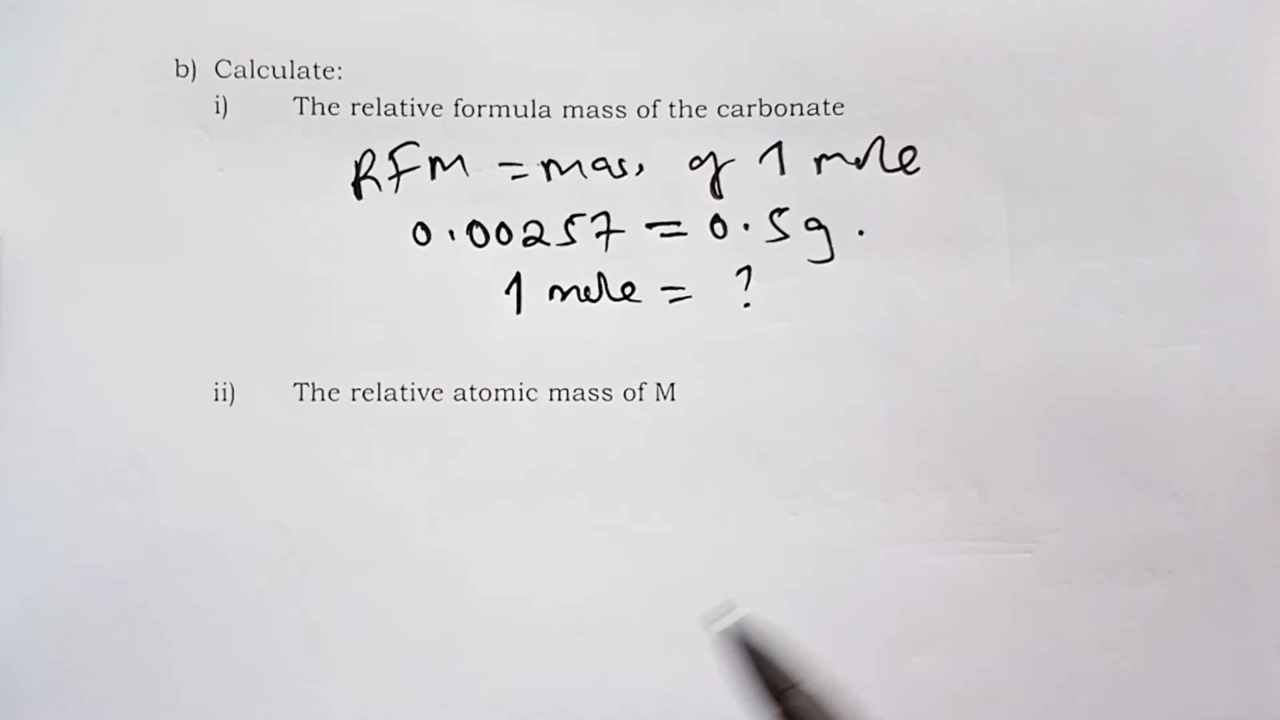 b) Calculate:
i) The relative formula mass of the carbonate
RFM = mass of 1 mole
0.00257 = 0.5g.
1 mole = ?
ii) The relative atomic mass of M